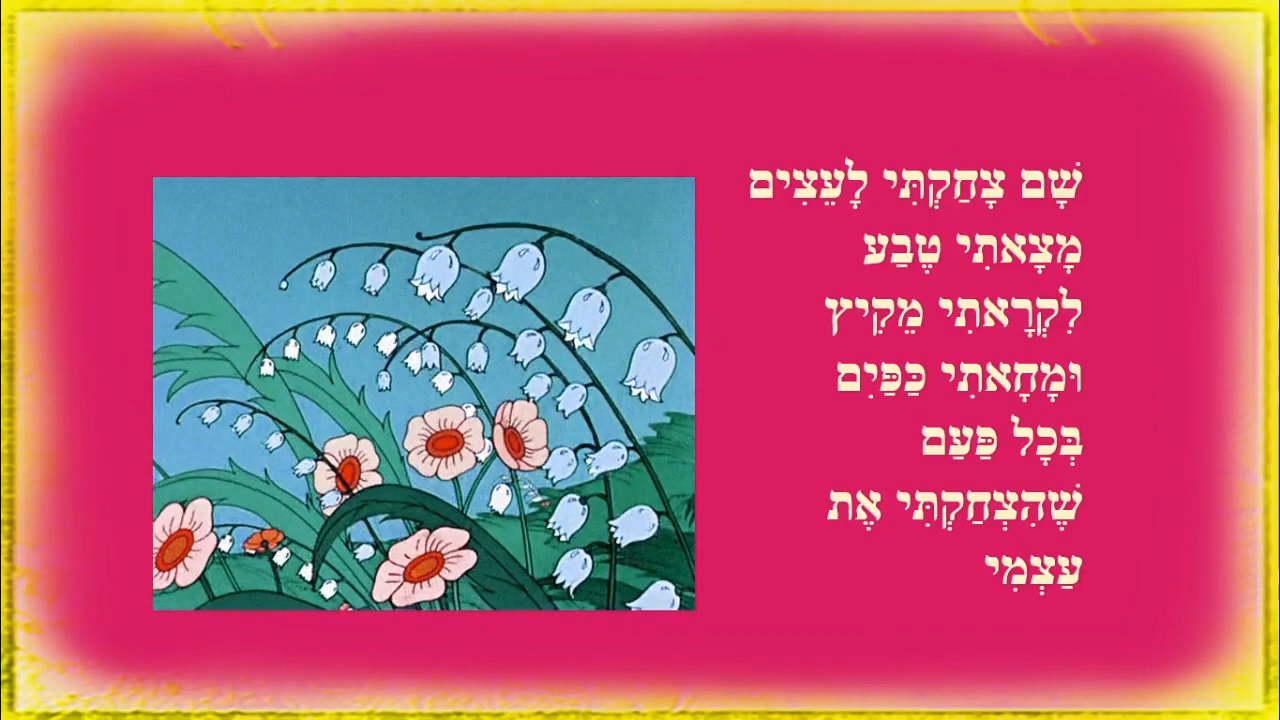 שָׁם צָחַקְתִּי לָעֵצִים
מָצָאתִי טֶבַע
לִקְרָאתִי מֵקִיץ
וּמָחָאתִי כַּפַּיִם
בְּכָל פַּעַם
שֶׁהִצְחַקְתִּי אֶת
עַצְמִי